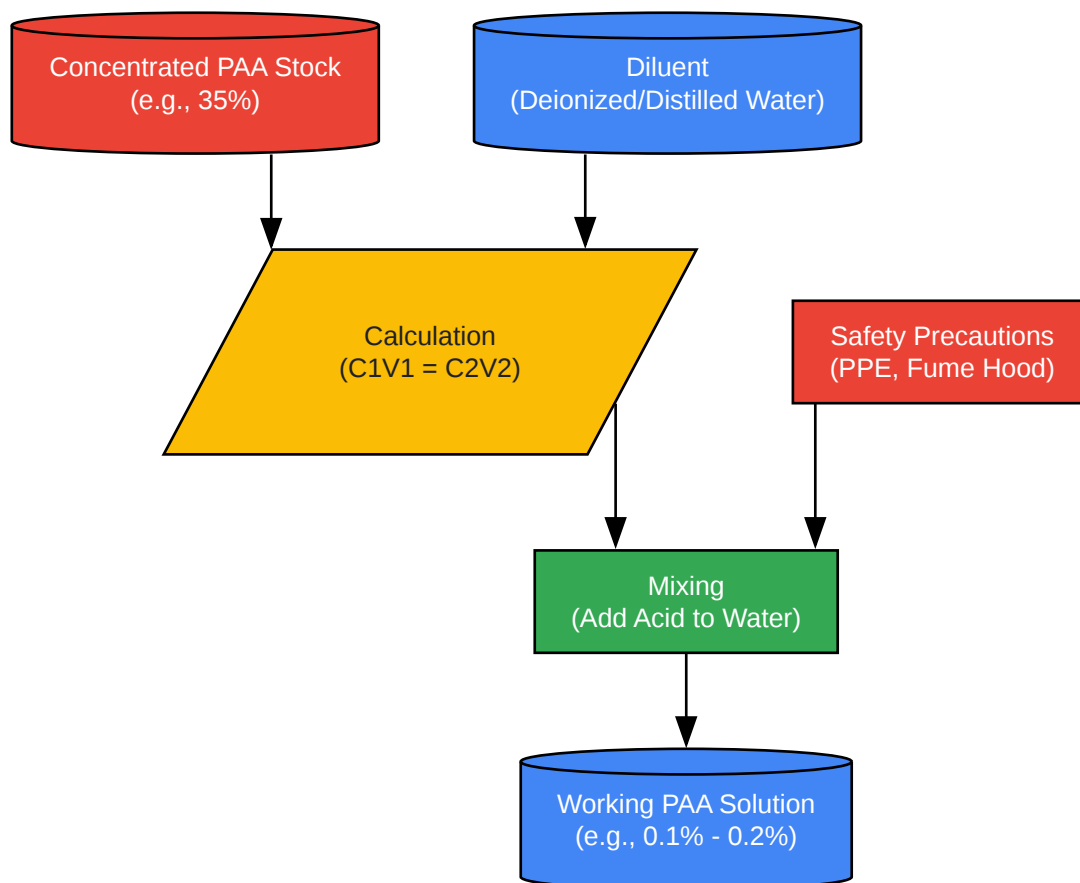 Concentrated PAA Stock
(e.g., 35%)
Diluent
(Deionized/Distilled Water)
Calculation
(C1V1 = C2V2)
Safety Precautions
(PPE, Fume Hood)
Mixing
(Add Acid to Water)
Working PAA Solution
(e.g., 0.1% - 0.2%)